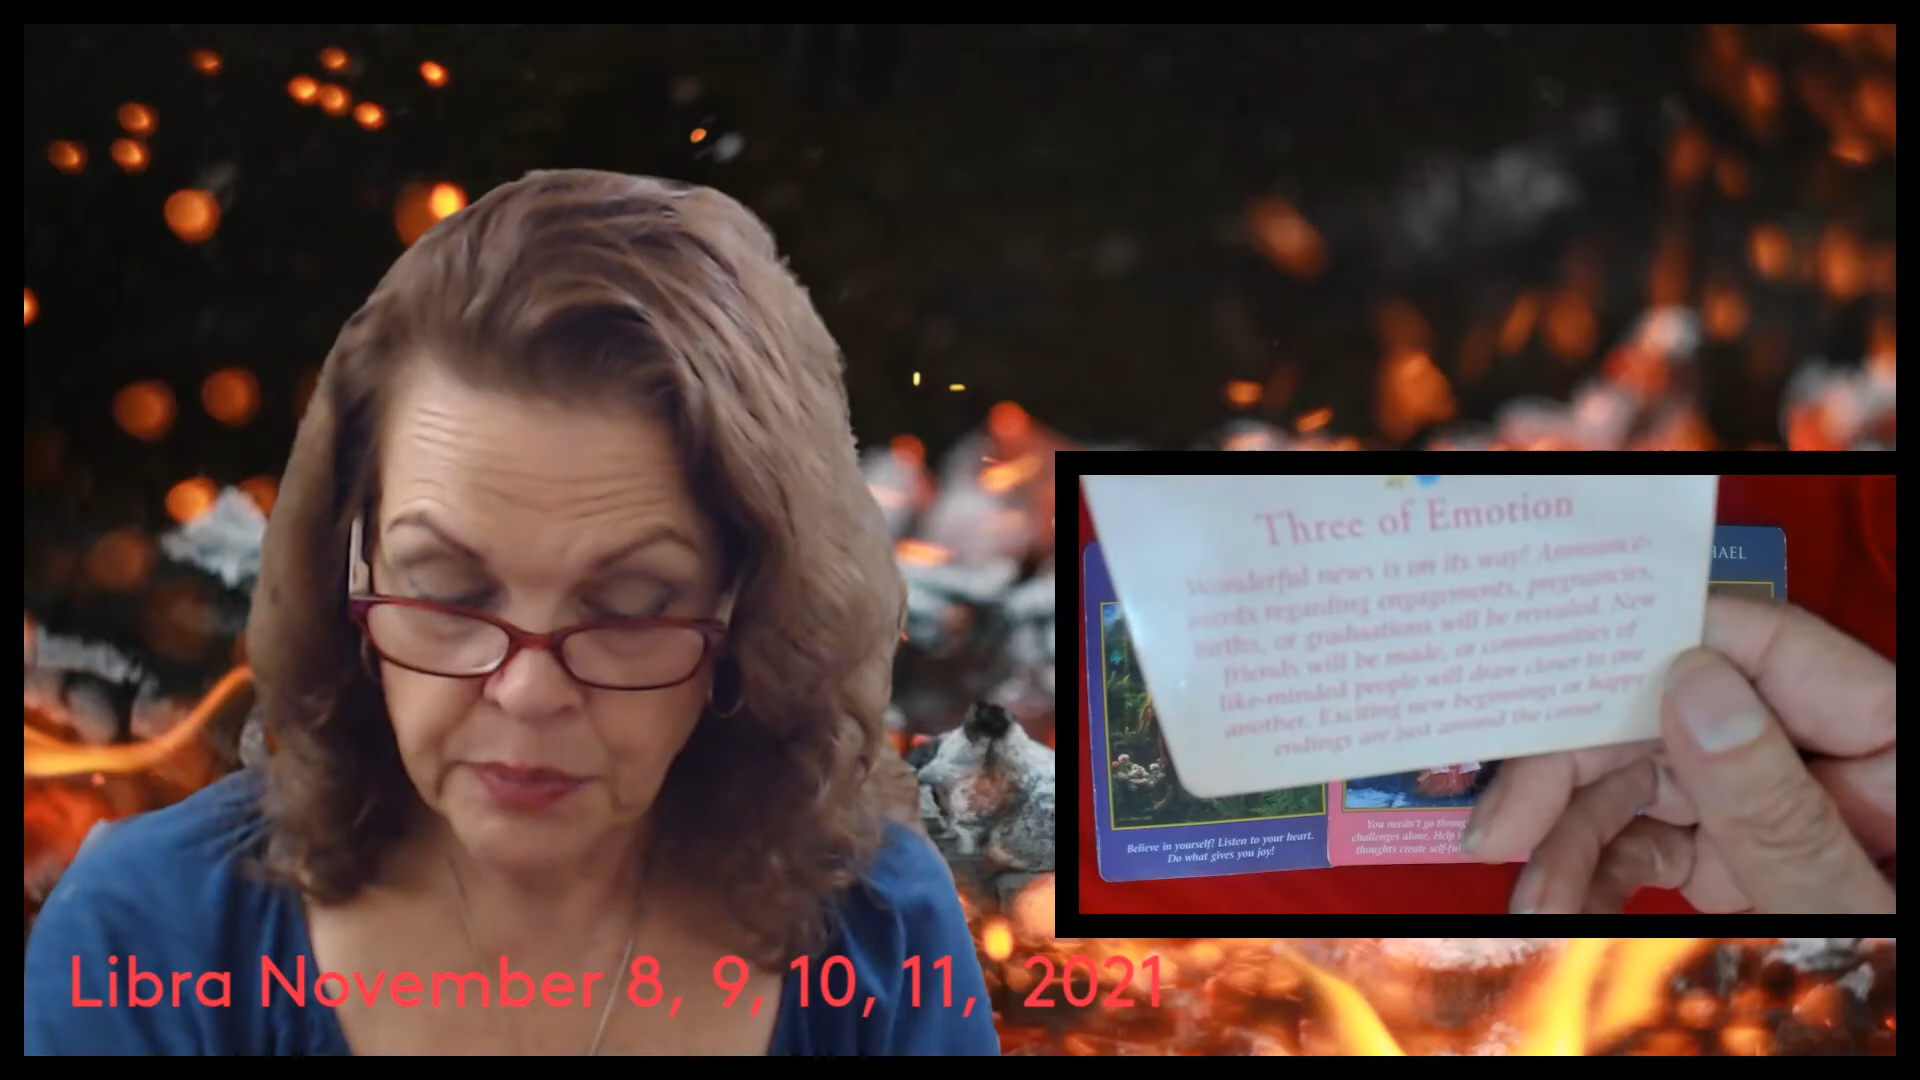 Three of Emotion
Wonderful news is on its way! Announce-
ments regarding engagements, pregnancies,
births, or graduations will be revealed. New
friends will be made, or communities of
like-minded people will draw closer to one
another. Exciting new beginnings or happy
endings are just around the corner.
HAEL
Believe in yourself! Listen to your heart.
Do what gives you joy!
You needn't go throug
challenges alone. Help i
thoughts create self-ful
Libra November 8, 9, 10, 11, 2021